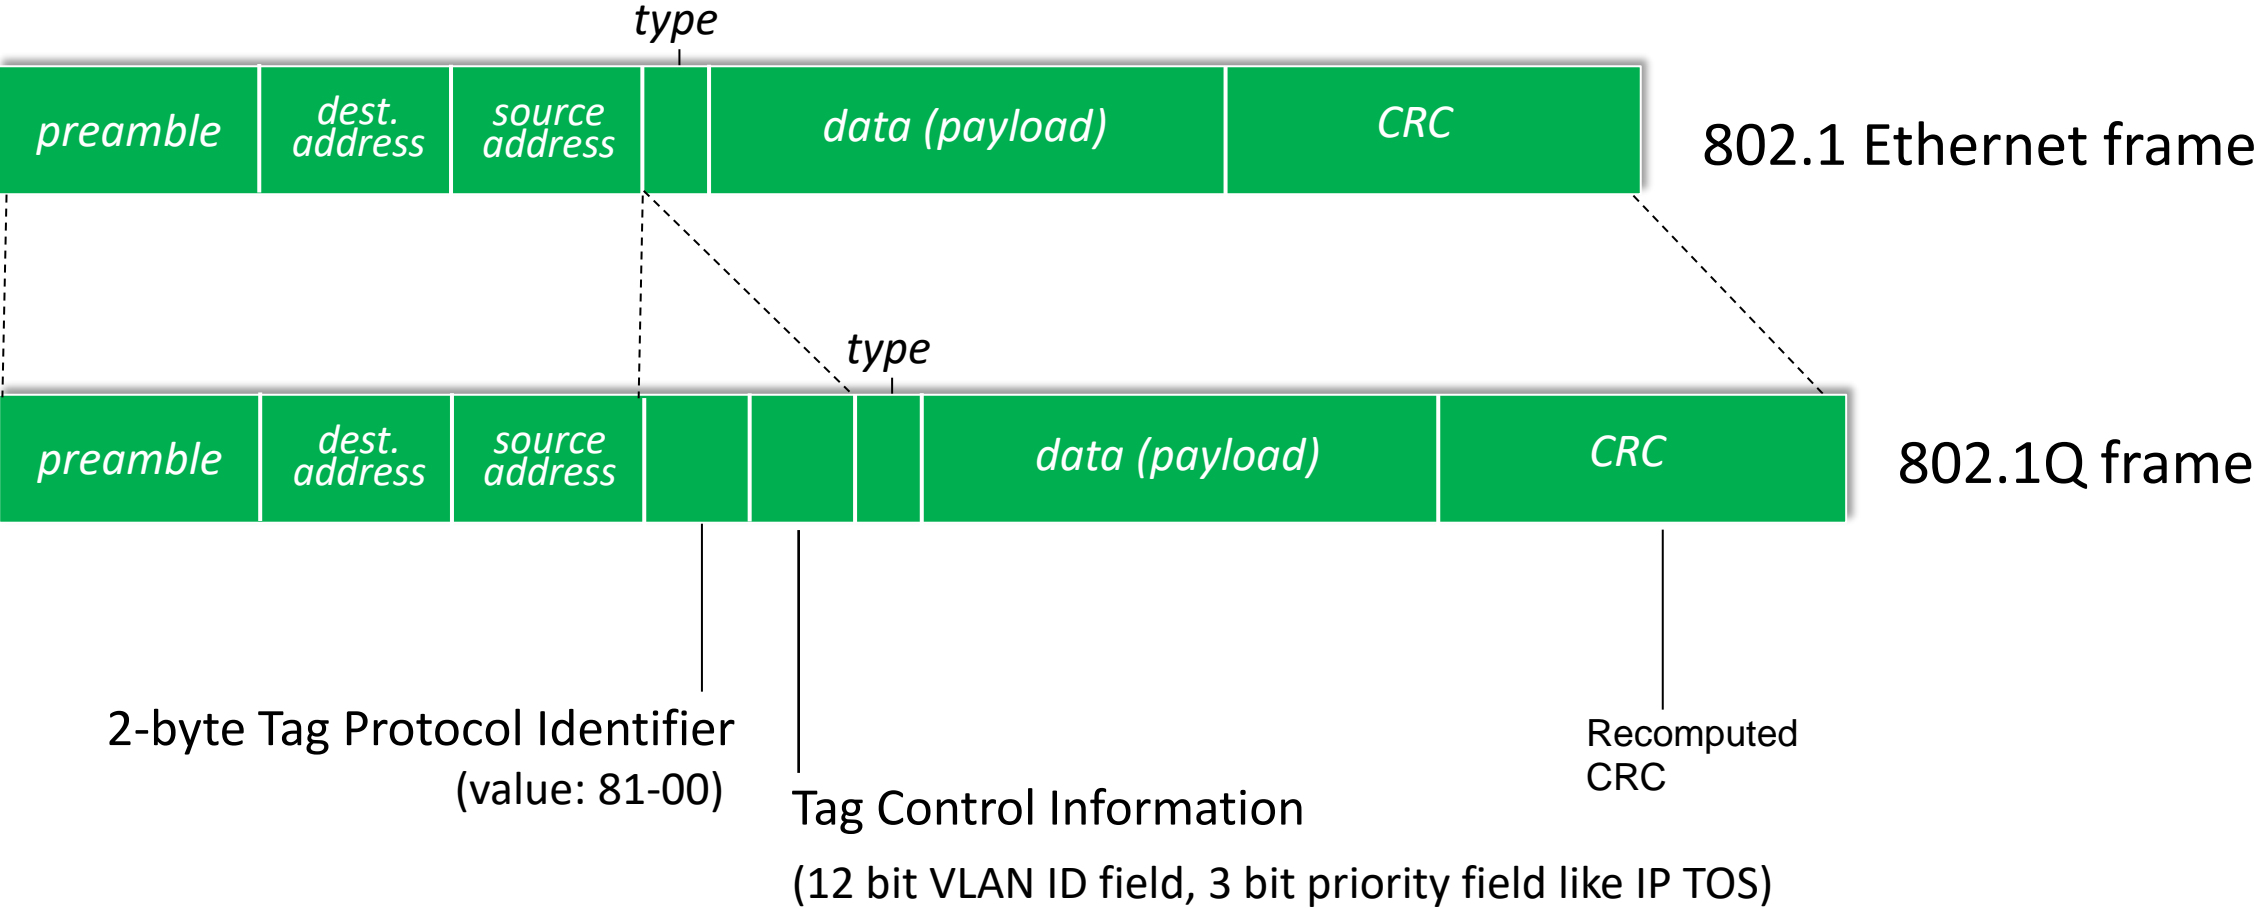 type
preamble
dest.
address
source
address
data (payload)
CRC
802.1 Ethernet frame
type
preamble
dest.
address
source
address
data (payload)
CRC
802.1Q frame
2-byte Tag Protocol Identifier
(value: 81-00)
Tag Control Information
(12 bit VLAN ID field, 3 bit priority field like IP TOS)
Recomputed
CRC